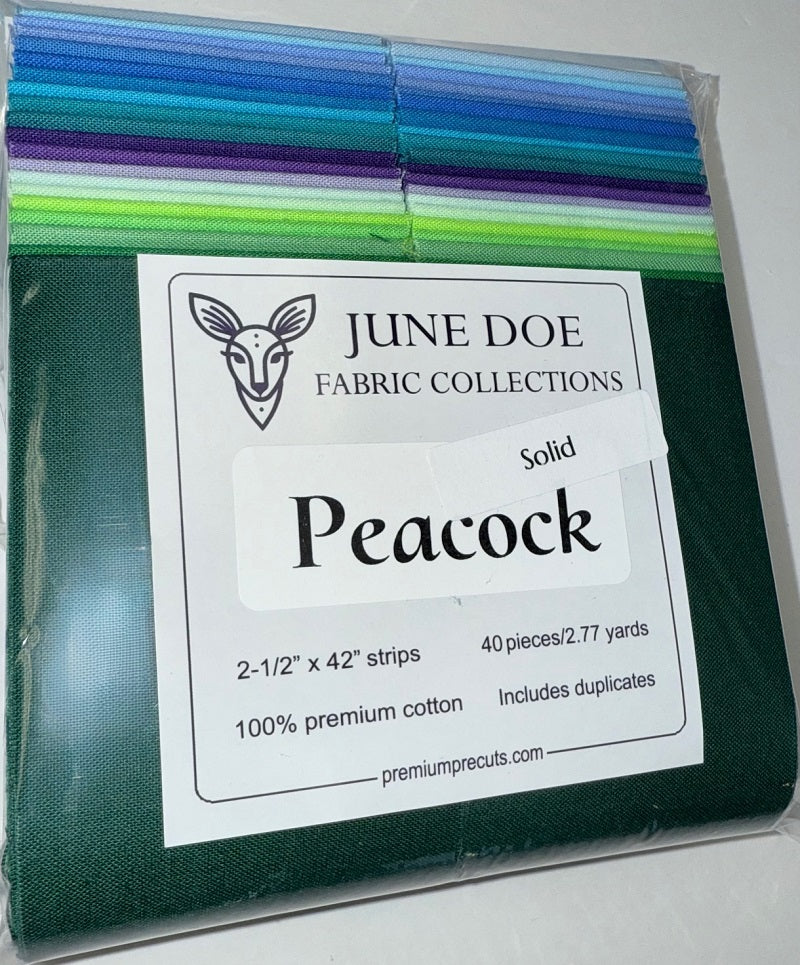 JUNE DOE
FABRIC COLLECTIONS
Solid
Peacock
2-1/2” x 42” strips
40 pieces/2.77 yards
100% premium cotton
Includes duplicates
premiumprecuts.com